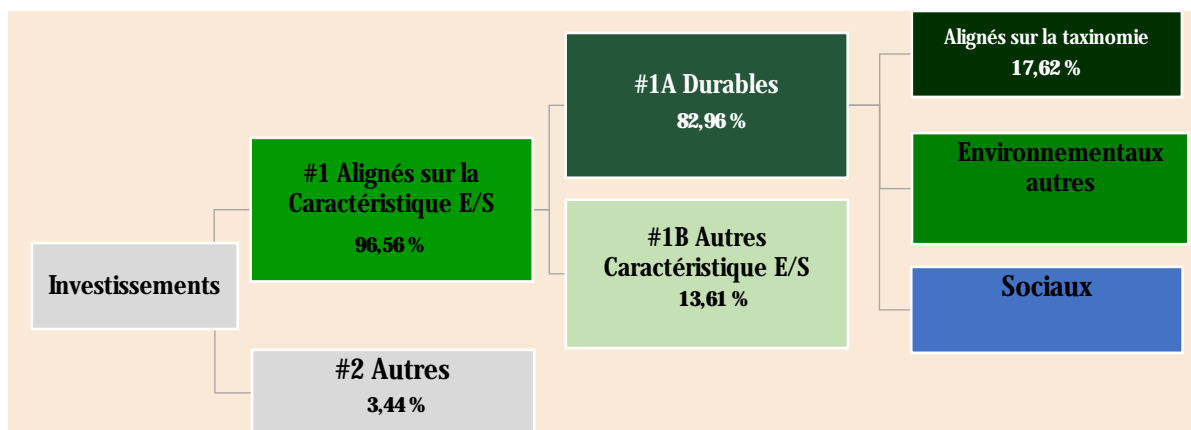 Investissements
#1 Alignés sur la
Caractéristique E/S
96,56 %
#2 Autres
3,44 %
#1A Durables
82,96 %
#1B Autres
Caractéristique E/S
13,61 %
Alignés sur la taxinomie
17,62 %
Environnementaux
autres
Sociaux